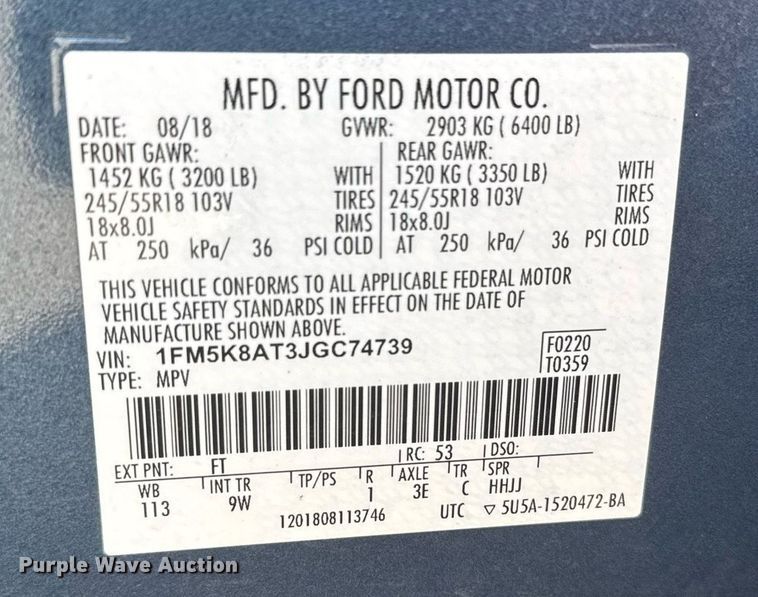 MFD. BY FORD MOTOR CO.
DATE: 08/18 GVWR: 2903 KG ( 6400 LB)
FRONT GAWR: REAR GAWR:
1452 KG ( 3200 LB) WITH 1520 KG ( 3350 LB) WITH
245/55R18 103V TIRES 245/55R18 103V TIRES
18x8.0J RIMS 18x8.0J RIMS
AT 250 kPa/ 36 PSI COLD AT 250 kPa/ 36 PSI COLD
THIS VEHICLE CONFORMS TO ALL APPLICABLE FEDERAL MOTOR
VEHICLE SAFETY STANDARDS IN EFFECT ON THE DATE OF
MANUFACTURE SHOWN ABOVE.
VIN: 1FM5K8AT3JGC74739 F0220
TYPE: MPV T0359
EXT PNT: FT RC: 53 DSO:
WB INT TR TP/PS R AXLE TR SPR
113 9W 1 3E C HHJJ
1201808113746 UTC ▽ 5U5A-1520472-BA
Purple Wave Auction